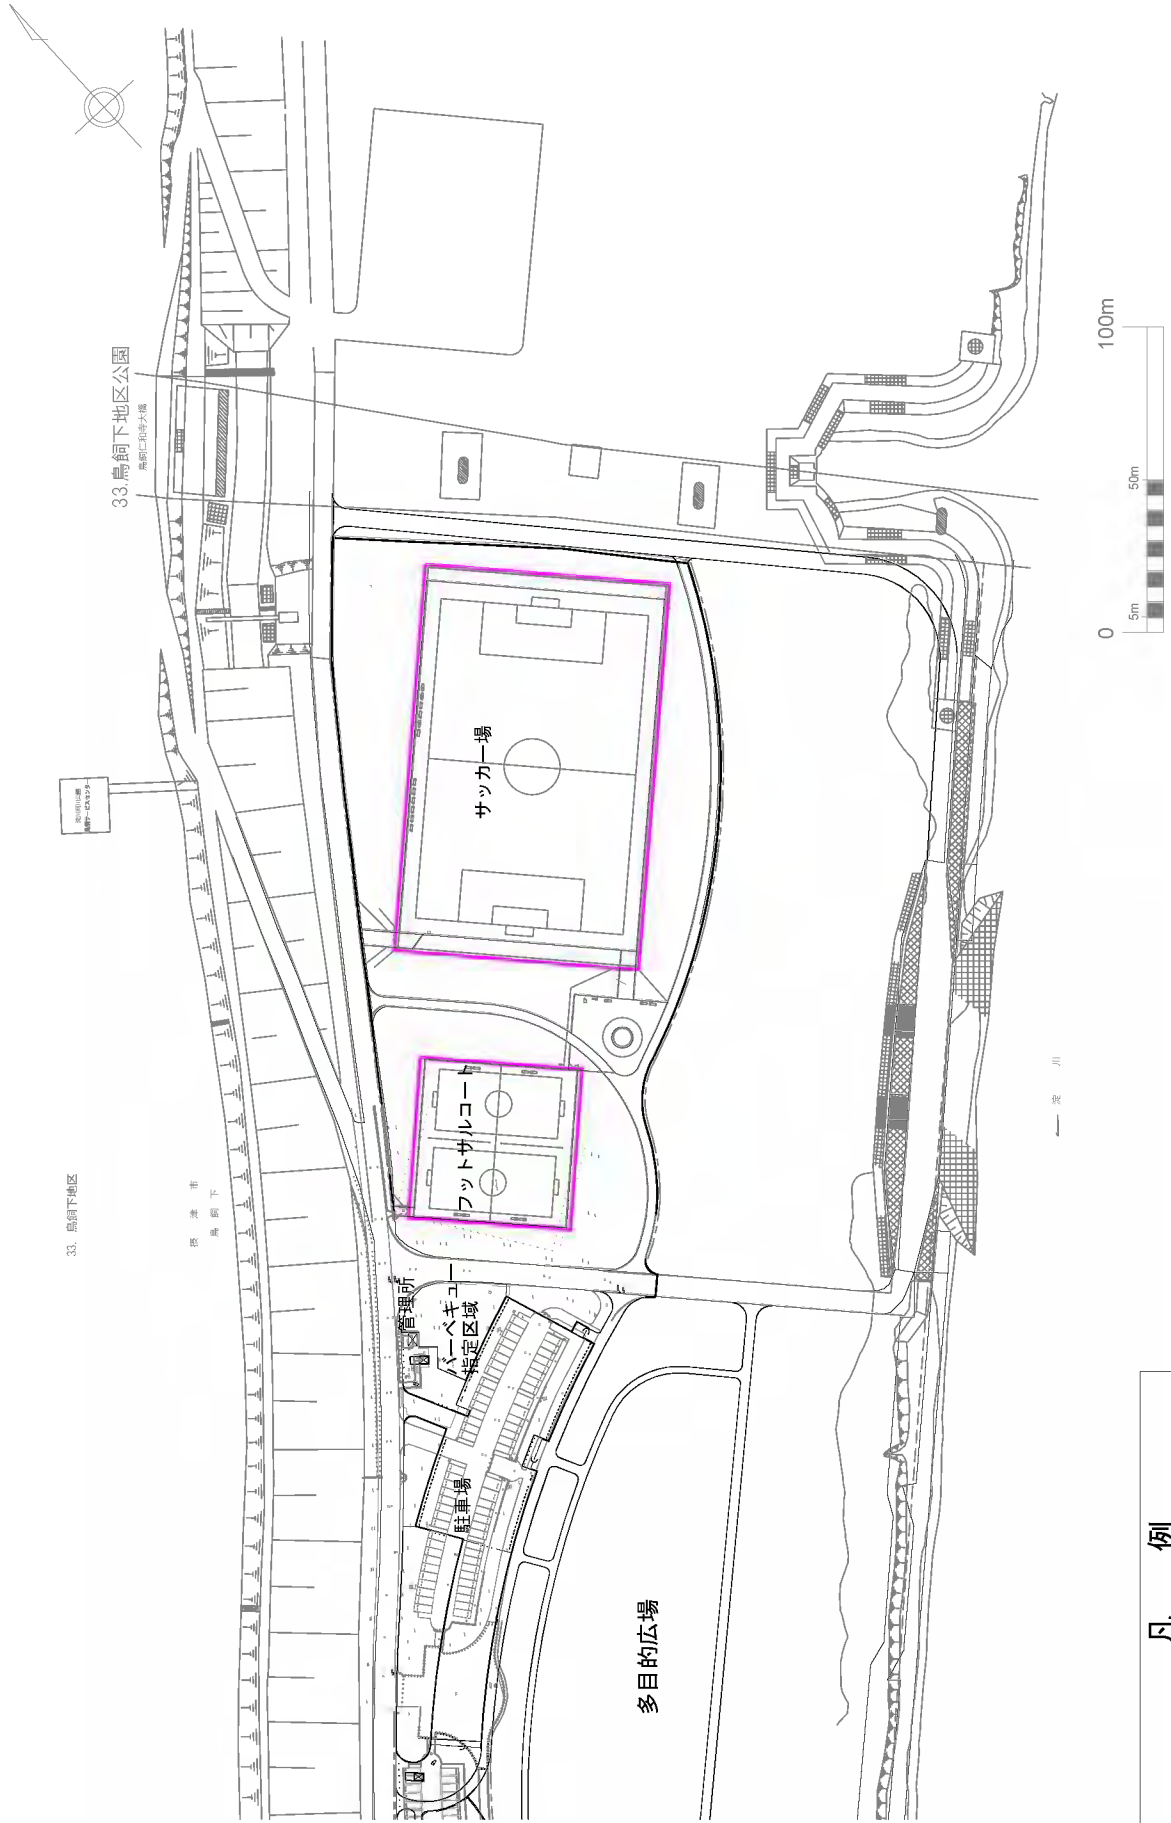 33.鳥飼下地区公園
鳥飼仁和寺大橋
100m
50m
5m
0
サッカー場
フットサルコート
管理所
バーベキュー
指定区域
駐車場
多目的広場
33. 鳥飼下地区
摂津市
鳥飼下
淀川
凡例